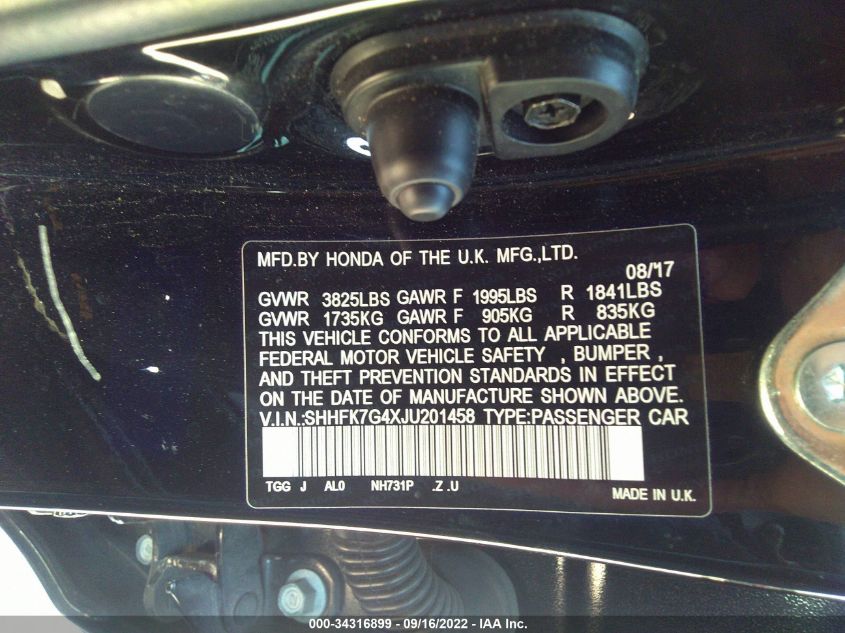 MFD.BY HONDA OF THE U.K. MFG.,LTD.
08/'17
GVWR 3825LBS GAWR F 1995LBS R 1841LBS
GVWR 1735KG GAWR F 905KG R 835KG
THIS VEHICLE CONFORMS TO ALL APPLICABLE
FEDERAL MOTOR VEHICLE SAFETY , BUMPER ,
AND THEFT PREVENTION STANDARDS IN EFFECT
ON THE DATE OF MANUFACTURE SHOWN ABOVE.
V.I.N.:SHHFK7G4XJU201458 TYPE:PASSENGER CAR
TGG J AL0 NH731P .Z .U
MADE IN U.K.
000-34316899 / 09/16/2022 - IAA Inc.